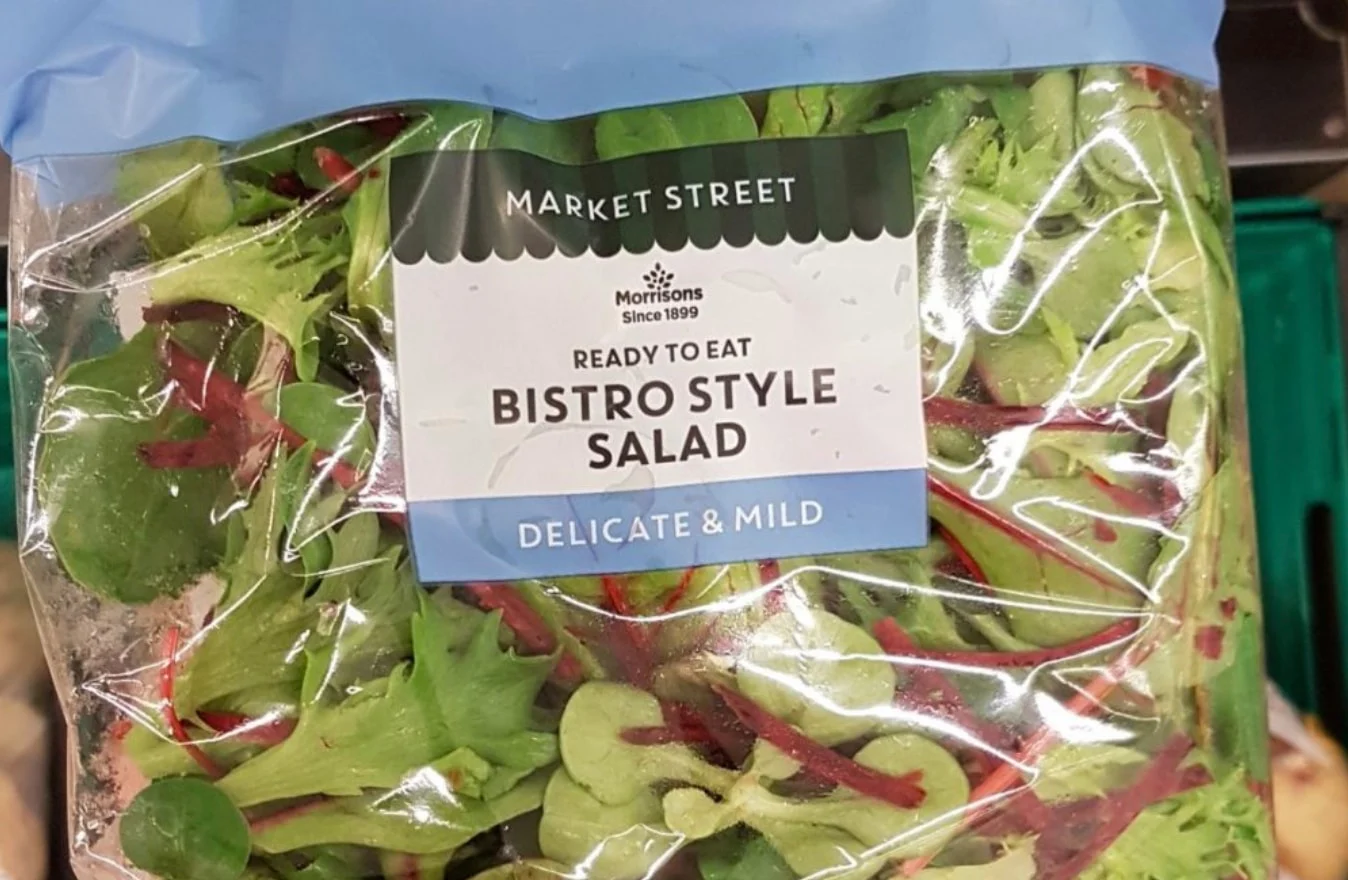 MARKET STREET
Morrisons
Since 1899
READY TO EAT
BISTRO STYLE
SALAD
DELICATE & MILD